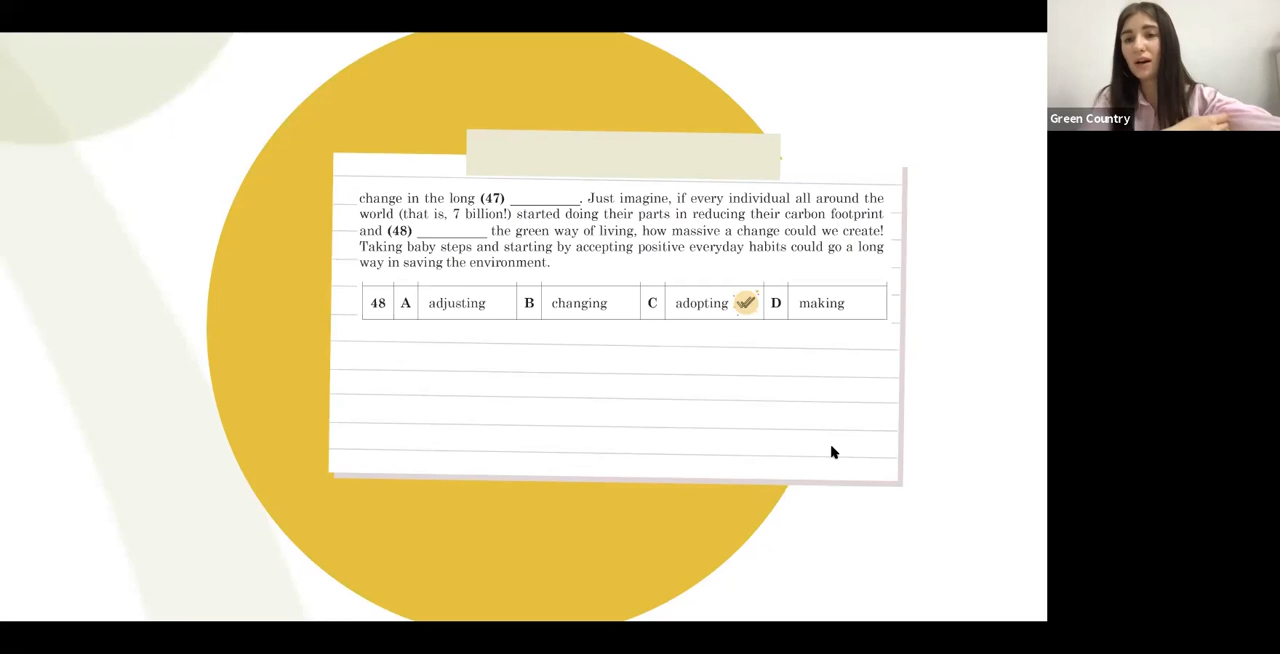 Green Country
change in the long (47) __________. Just imagine, if every individual all around the
world (that is, 7 billion!) started doing their parts in reducing their carbon footprint
and (48) __________ the green way of living, how massive a change could we create!
Taking baby steps and starting by accepting positive everyday habits could go a long
way in saving the environment.
48 A adjusting B changing C adopting D making